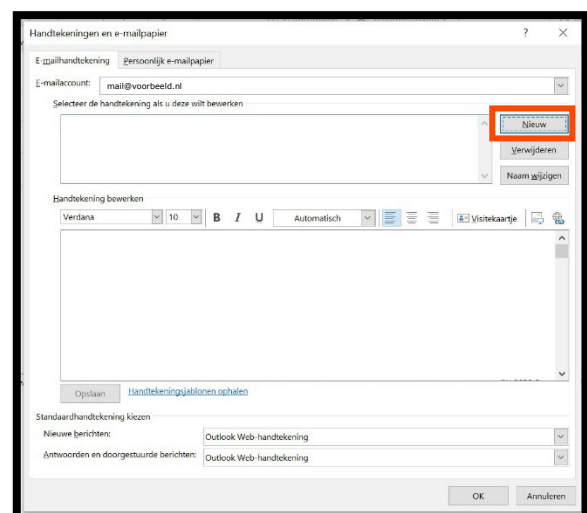 Handtekeningen en e-mailpapier ? ×
E-mailhandtekening Persoonlijk e-mailpapier
E-mailaccount: mail@voorbeeld.nl
Selecteer de handtekening als u deze wilt bewerken
Nieuw
Verwijderen
Naam wijzigen
Handtekening bewerken
Verdana 10 B I U Automatisch Visitekaartje
Opslaan Handtekeningsjablonen ophalen
Standaardhandtekening kiezen
Nieuwe berichten: Outlook Web-handtekening
Antwoorden en doorgestuurde berichten: Outlook Web-handtekening
OK Annuleren